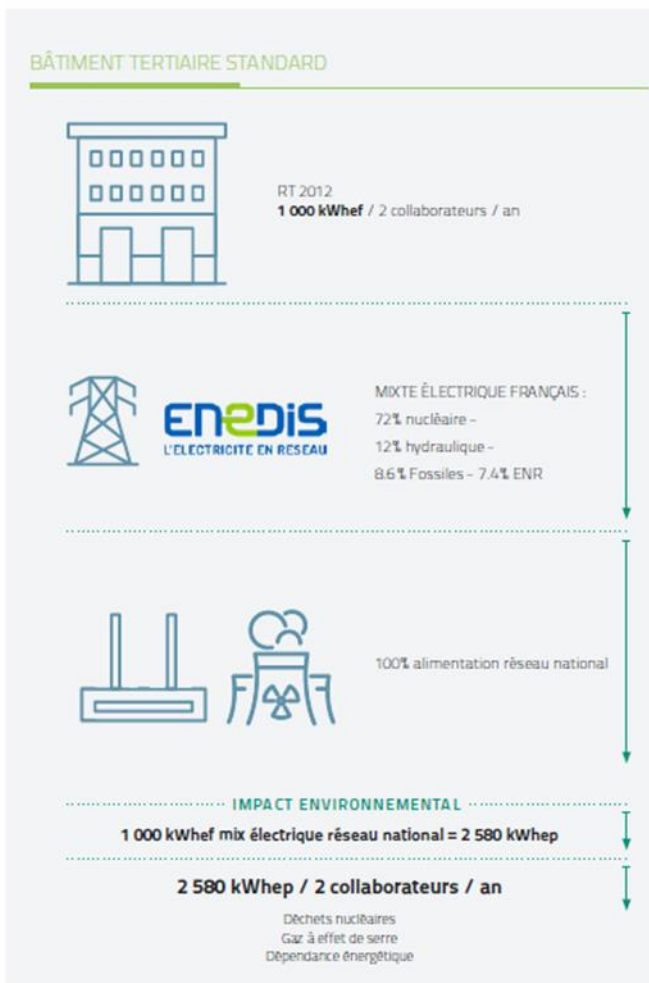 BÂTIMENT TERTIAIRE STANDARD
RT 2012
1 000 kWhef / 2 collaborateurs / an
enedis
L'ELECTRICITE EN RESEAU
MIXTE ÉLECTRIQUE FRANÇAIS :
72% nucléaire -
12% hydraulique -
8.6% Fossiles - 7.4% ENR
100% alimentation réseau national
IMPACT ENVIRONNEMENTAL
1 000 kWhef mix électrique réseau national = 2 580 kWhep
2 580 kWhep / 2 collaborateurs / an
Déchets nucléaires
Gaz à effet de serre
Dépendance énergétique